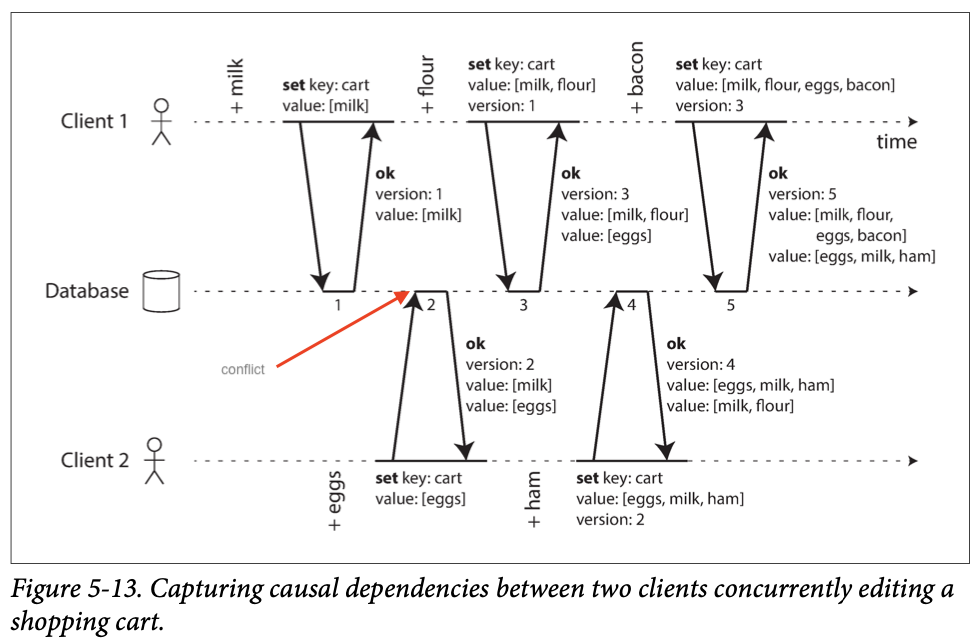 + milk
set key: cart
value: [milk]
+ flour
set key: cart
value: [milk, flour]
version: 1
+ bacon
set key: cart
value: [milk, flour, eggs, bacon]
version: 3
Client 1
time
ok
version: 1
value: [milk]
ok
version: 3
value: [milk, flour]
value: [eggs]
ok
version: 5
value: [milk, flour,
eggs, bacon]
value: [eggs, milk, ham]
Database
1
2
3
4
5
conflict
ok
version: 2
value: [milk]
value: [eggs]
ok
version: 4
value: [eggs, milk, ham]
value: [milk, flour]
Client 2
+ eggs
set key: cart
value: [eggs]
+ ham
set key: cart
value: [eggs, milk, ham]
version: 2
Figure 5-13. Capturing causal dependencies between two clients concurrently editing a
shopping cart.